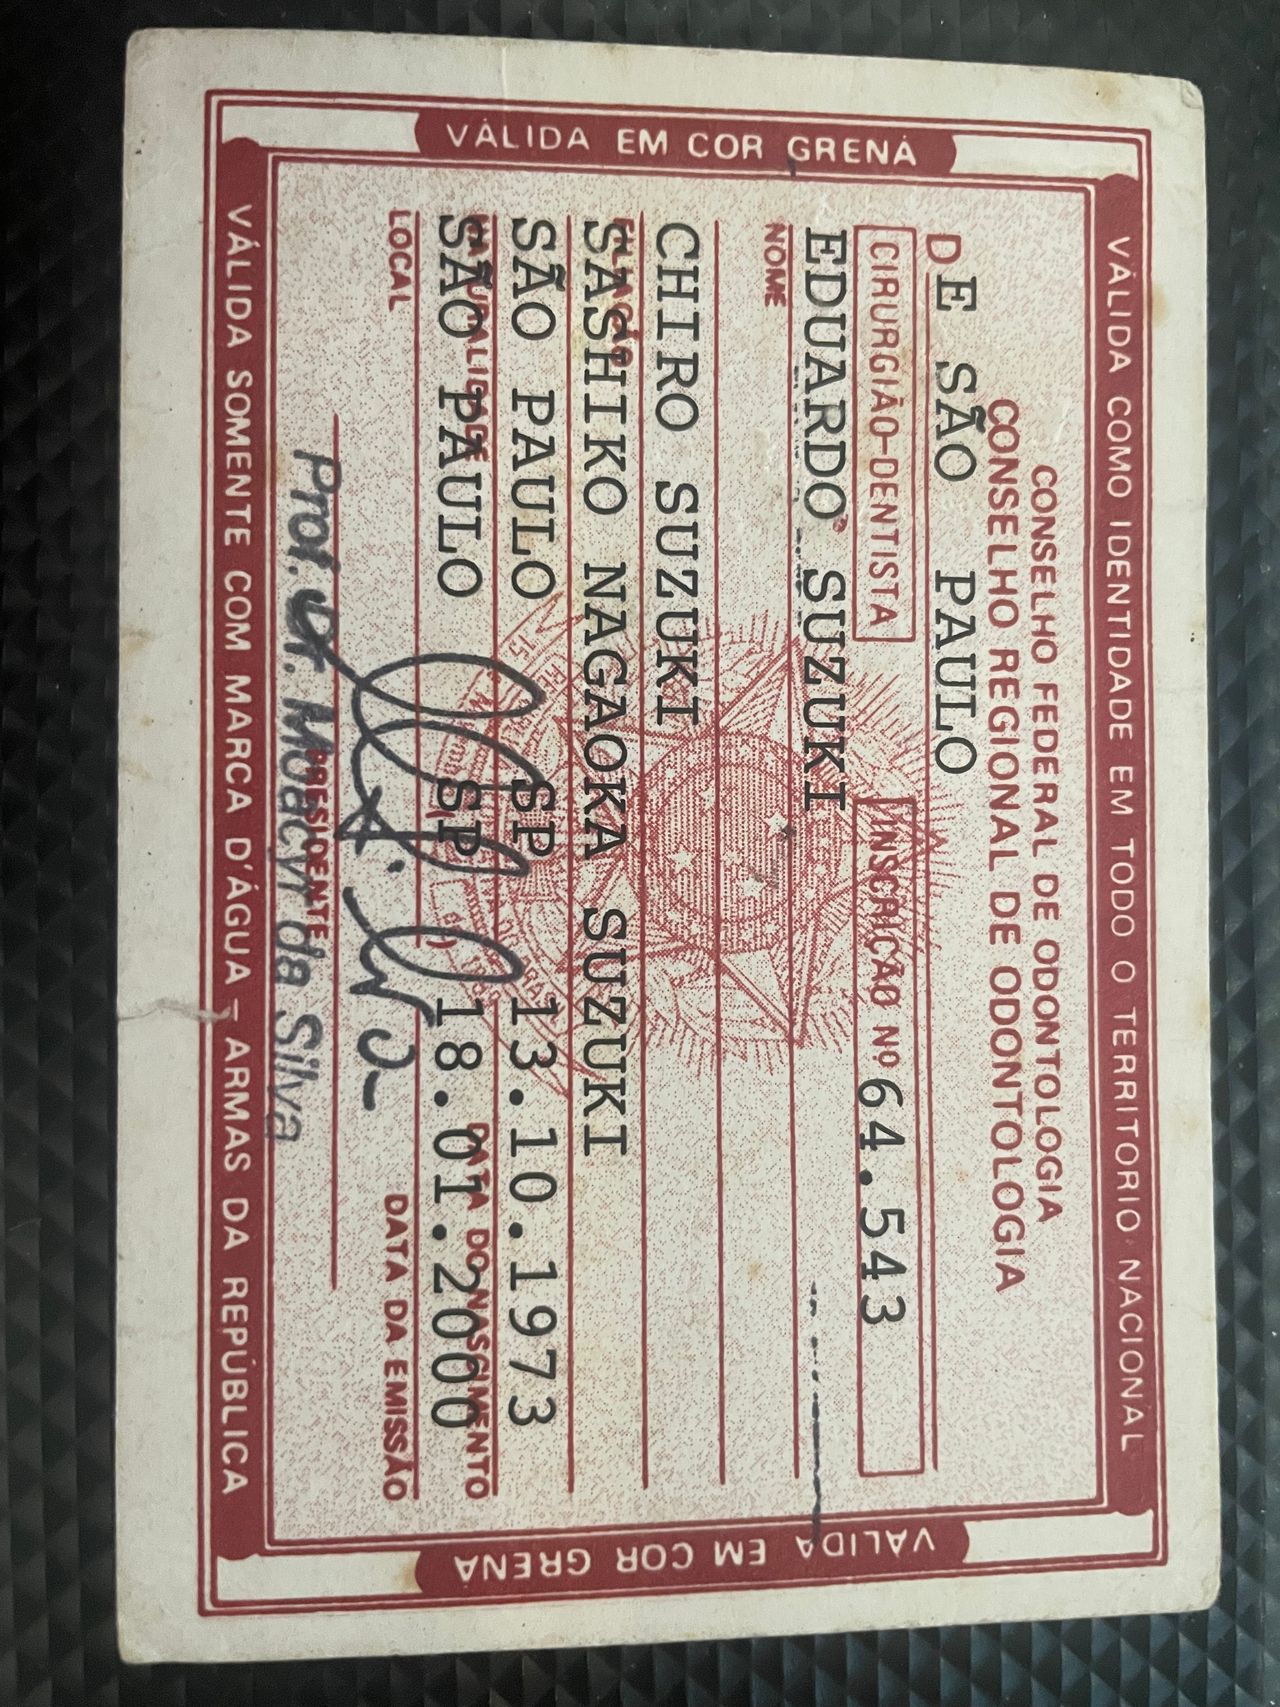 VÁLIDA COMO IDENTIDADE EM TODO O TERRITÓRIO NACIONAL
CONSELHO FEDERAL DE ODONTOLOGIA
CONSELHO REGIONAL DE ODONTOLOGIA
DE SÃO PAULO
CIRURGIÃO-DENTISTA INSCRIÇÃO Nº 64.543
EDUARDO SUZUKI
NOME
CHIRO SUZUKI
FILIAÇÃO
SASHIKO NAGAOKA SUZUKI
SÃO PAULO SP 13.10.1973
NATURALIDADE DATA DO NASCIMENTO
SÃO PAULO SP 18.01.2000
LOCAL DATA DA EMISSÃO
PRESIDENTE
Prof. Dr. Moacyr da Silva
VÁLIDA SOMENTE COM MARCA D'ÁGUA – ARMAS DA REPÚBLICA
VÁLIDA EM COR GRENÁ
VÁLIDA EM COR GRENÁ